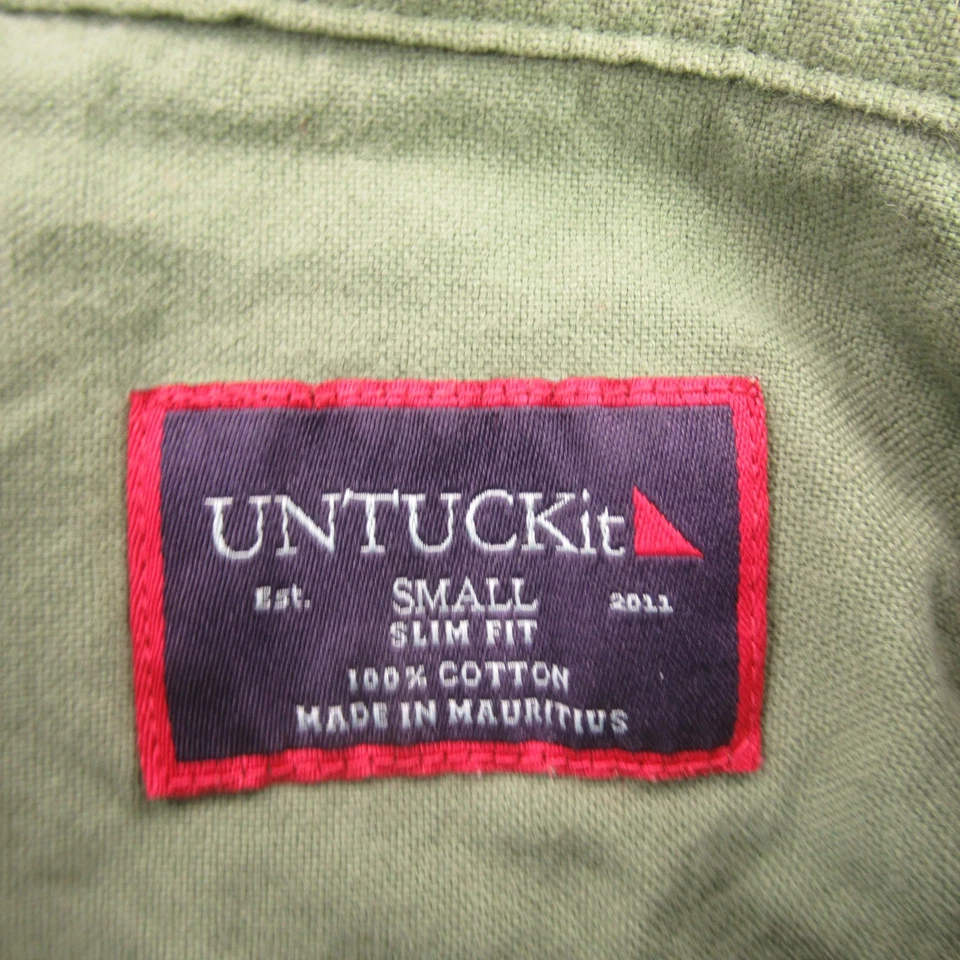 UNTUCKit
Est. SMALL 2011
SLIM FIT
100% COTTON
MADE IN MAURITIUS